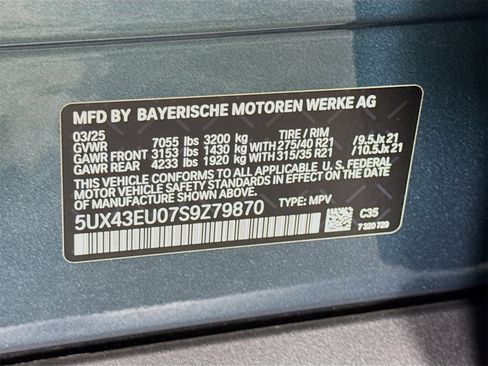 MFD BY BAYERISCHE MOTOREN WERKE AG
03/25
GVWR 7055 lbs 3200 kg TIRE / RIM
GAWR FRONT 3153 lbs 1430 kg WITH 275/40 R21 /9.5Jx21
GAWR REAR 4233 lbs 1920 kg WITH 315/35 R21 /10.5Jx21
THIS VEHICLE CONFORMS TO ALL APPLICABLE U.S. FEDERAL
MOTOR VEHICLE SAFETY STANDARDS IN EFFECT ON THE DATE
OF MANUFACTURE SHOWN ABOVE.
5UX43EU07S9Z79870
TYPE: MPV
C35
7 320 720